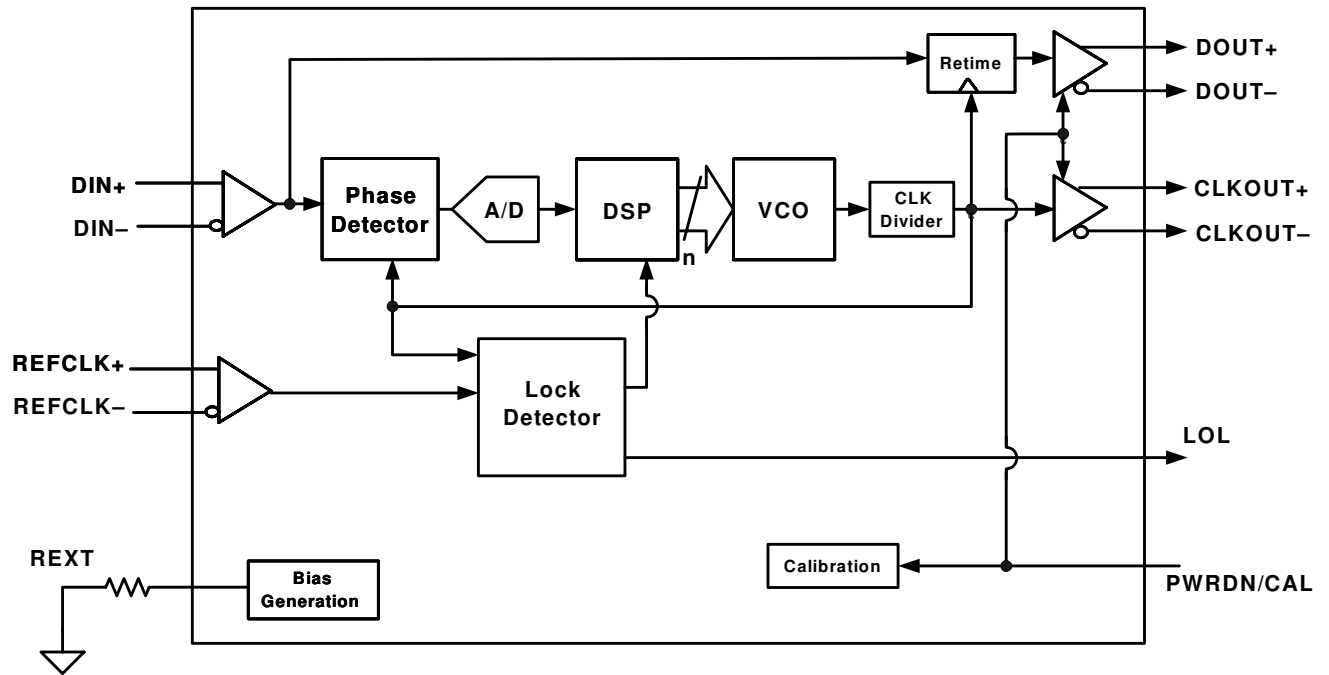 DOUT+
Retime
DOUT–
DIN+
Phase
Detector
A/D
DSP
VCO
CLK
Divider
CLKOUT+
DIN–
CLKOUT–
n
REFCLK+
REFCLK–
Lock
Detector
LOL
REXT
Bias
Generation
Calibration
PWRDN/CAL